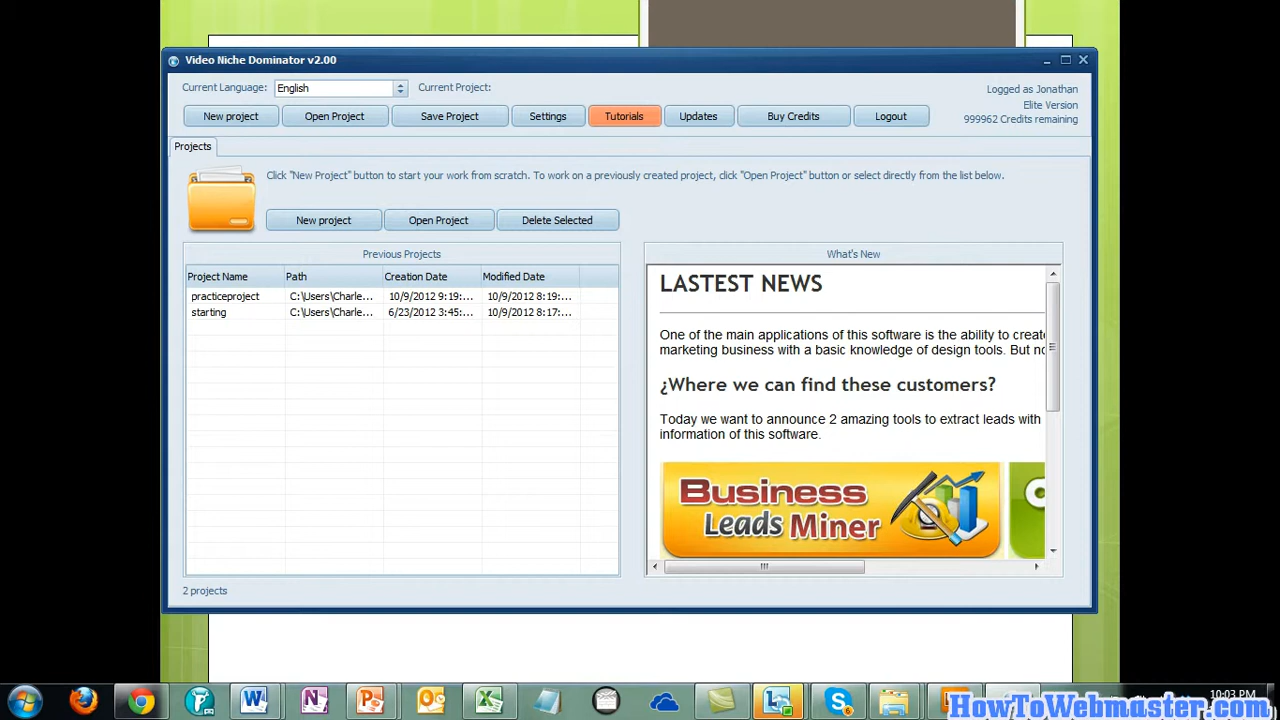 Video Niche Dominator v2.00
Current Language: English Current Project:
Logged as Jonathan
Elite Version
999962 Credits remaining
New project Open Project Save Project Settings Tutorials Updates Buy Credits Logout
Projects
Click "New Project" button to start your work from scratch. To work on a previously created project, click "Open Project" button or select directly from the list below.
New project Open Project Delete Selected
Previous Projects
Project Name Path Creation Date Modified Date
practiceproject C:\Users\Charle... 10/9/2012 9:19:... 10/9/2012 8:19:...
starting C:\Users\Charle... 6/23/2012 3:45:... 10/9/2012 8:17:...
2 projects
What's New
LASTEST NEWS
One of the main applications of this software is the ability to create
marketing business with a basic knowledge of design tools. But no
¿Where we can find these customers?
Today we want to announce 2 amazing tools to extract leads with
information of this software.
Business
Leads Miner
10:03 PM
HowToWebmaster.com